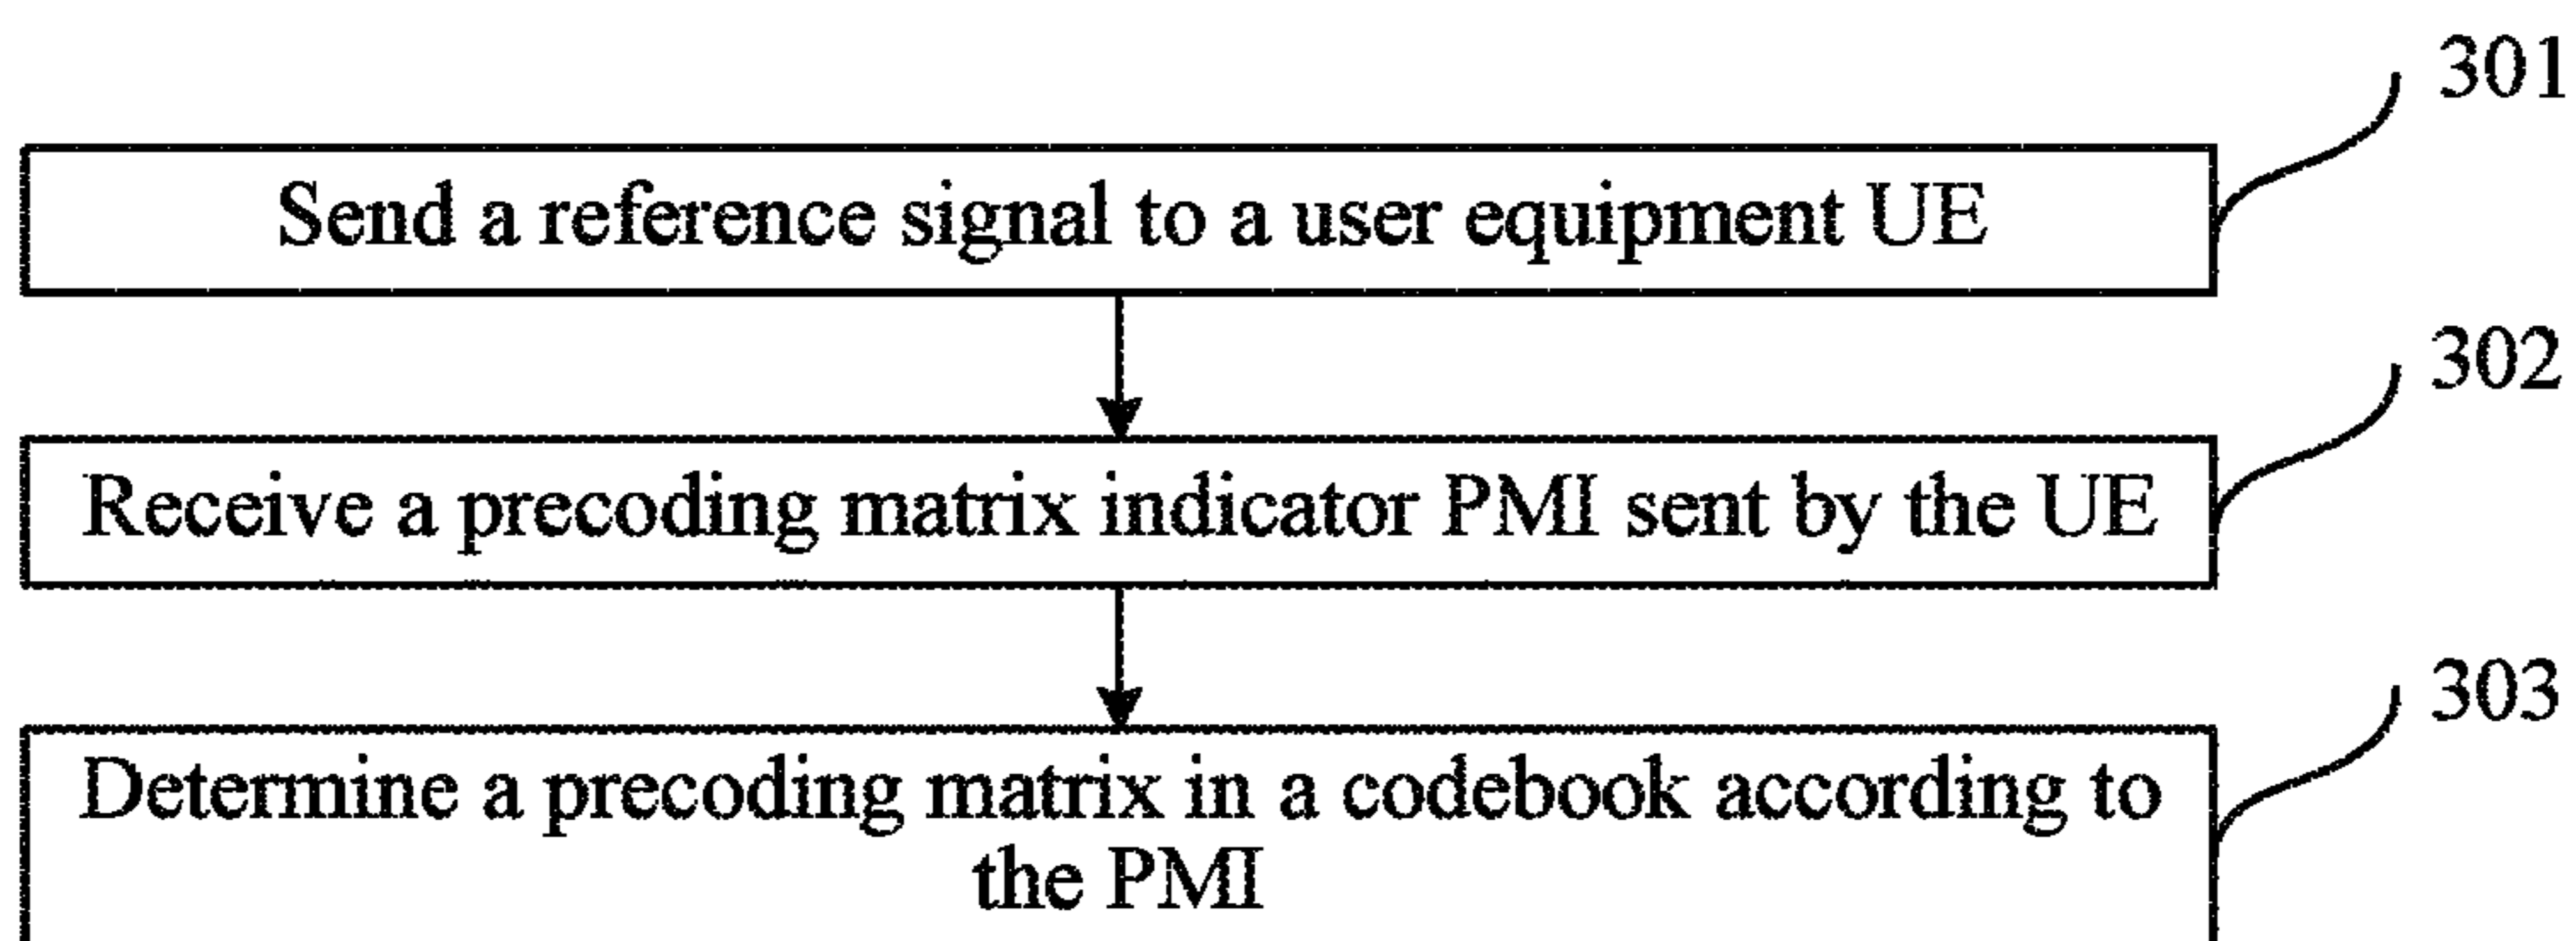 301
Send a reference signal to a user equipment UE
302
Receive a precoding matrix indicator PMI sent by the UE
303
Determine a precoding matrix in a codebook according to
the PMI